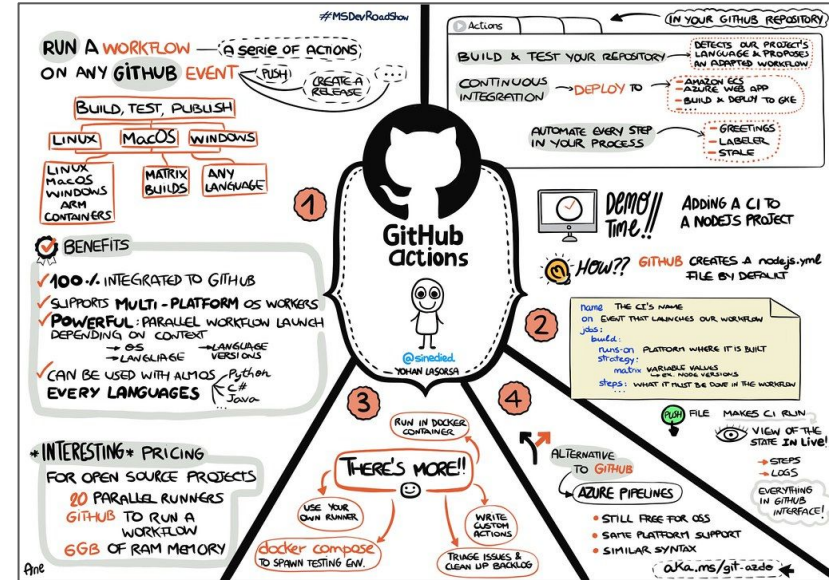 #MSDevRoadShow
RUN A WORKFLOW
A SERIE OF ACTIONS
ON ANY GITHUB EVENT
PUSH
CREATE A
RELEASE
...
BUILD, TEST, PUBLISH
LINUX
MacOS
WINDOWS
LINUX
MacOS
WINDOWS
ARM
CONTAINERS
MATRIX
BUILDS
ANY
LANGUAGE
1
BENEFITS
100% INTEGRATED TO GITHUB
SUPPORTS MULTI-PLATFORM OS WORKERS
POWERFUL: PARALLEL WORKFLOW LAUNCH
DEPENDING ON CONTEXT
→ OS
→ LANGUAGE
→ LANGUAGE
VERSIONS
CAN BE USED WITH ALMOS
EVERY LANGUAGES
Python
C#
Java
...
*INTERESTING* PRICING
FOR OPEN SOURCE PROJECTS
20 PARALLEL RUNNERS
GITHUB TO RUN A
WORKFLOW
6GB OF RAM MEMORY
GitHub
actions
@sinedied
YOHAN LASORSA
Actions
IN YOUR GITHUB REPOSITORY
BUILD & TEST YOUR REPOSITORY
DETECTS OUR PROJECT'S
LANGUAGE & PROPOSES
AN ADAPTED WORKFLOW
CONTINUOUS
INTEGRATION
DEPLOY TO
- AMAZON ECS
- AZURE WEB APP
- BUILD & DEPLOY TO GKE
- ...
AUTOMATE EVERY STEP
IN YOUR PROCESS
- GREETINGS
- LABELER
- STALE
DEMO
Time!!
ADDING A CI TO
A NODEJS PROJECT
HOW?? GITHUB CREATES A nodejs.yml
FILE BY DEFAULT
2
name THE CI'S NAME
on EVENT THAT LAUNCHES OUR WORKFLOW
jobs:
build:
runs-on PLATFORM WHERE IT IS BUILT
strategy:
matrix VARIABLE VALUES
→ EX. NODE VERSIONS
steps: WHAT IT MUST BE DONE IN THE WORKFLOW
PUSH FILE MAKES CI RUN
VIEW OF THE
STATE IN Live!
→ STEPS
→ LOGS
EVERYTHING
IN GITHUB
INTERFACE!
3
RUN IN DOCKER
CONTAINER
THERE'S MORE!!
USE YOUR
OWN RUNNER
docker compose
TO SPAWN TESTING ENV.
WRITE
CUSTOM
ACTIONS
TRIAGE ISSUES &
CLEAN UP BACKLOG
4
ALTERNATIVE
TO GITHUB
AZURE PIPELINES
• STILL FREE FOR OSS
• SAME PLATFORM SUPPORT
• SIMILAR SYNTAX
aka.ms/git-azdo